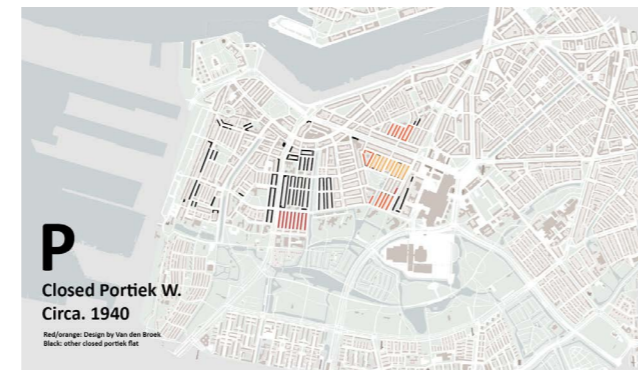 P
Closed Portiek W.
Circa. 1940
Red/orange: Design by Van den Broek
Black: other closed portiek flat